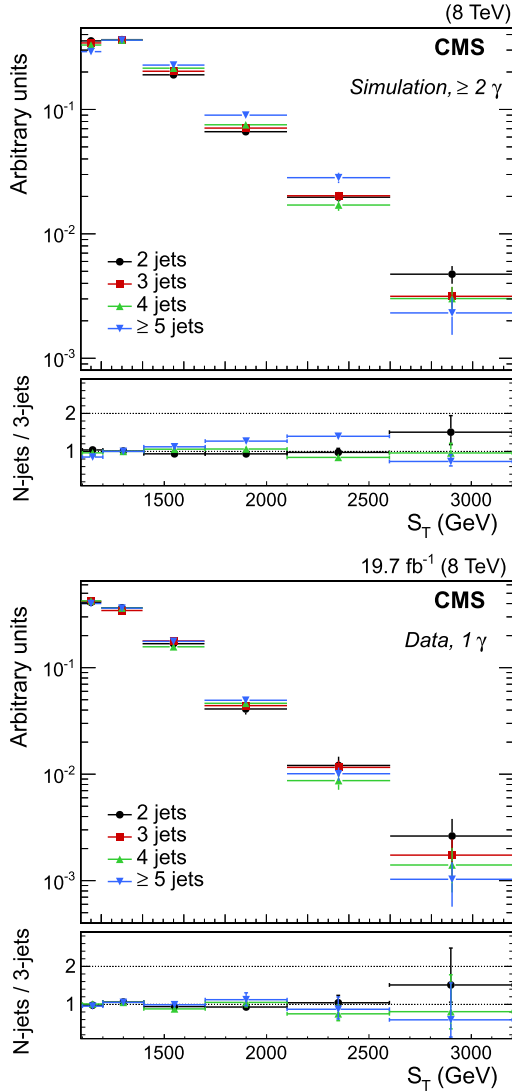 (8 TeV)
CMS
Simulation, ≥ 2 γ
Arbitrary units
10⁻¹
10⁻²
10⁻³
2 jets
3 jets
4 jets
≥ 5 jets
N-jets / 3-jets
2
1
1500 2000 2500 3000
S_T (GeV)
19.7 fb⁻¹ (8 TeV)
CMS
Data, 1 γ
Arbitrary units
10⁻¹
10⁻²
10⁻³
2 jets
3 jets
4 jets
≥ 5 jets
N-jets / 3-jets
2
1
1500 2000 2500 3000
S_T (GeV)